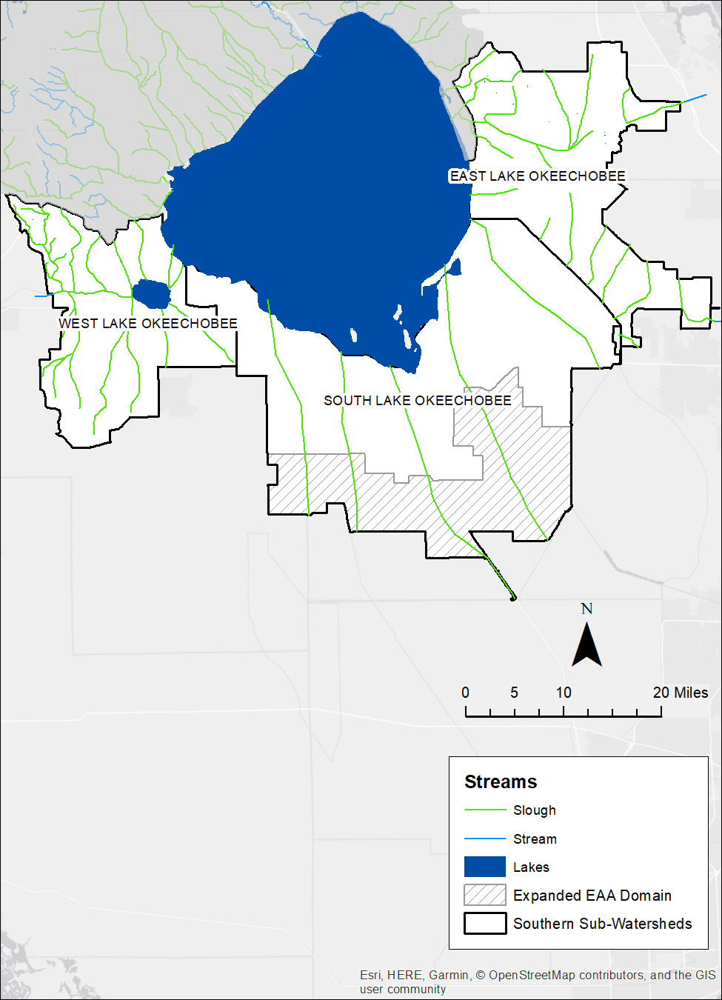 EAST LAKE OKEECHOBEE
WEST LAKE OKEECHOBEE
SOUTH LAKE OKEECHOBEE
N
0 5 10 20 Miles
Streams
Slough
Stream
Lakes
Expanded EAA Domain
Southern Sub-Watersheds
Esri, HERE, Garmin, © OpenStreetMap contributors, and the GIS
user community